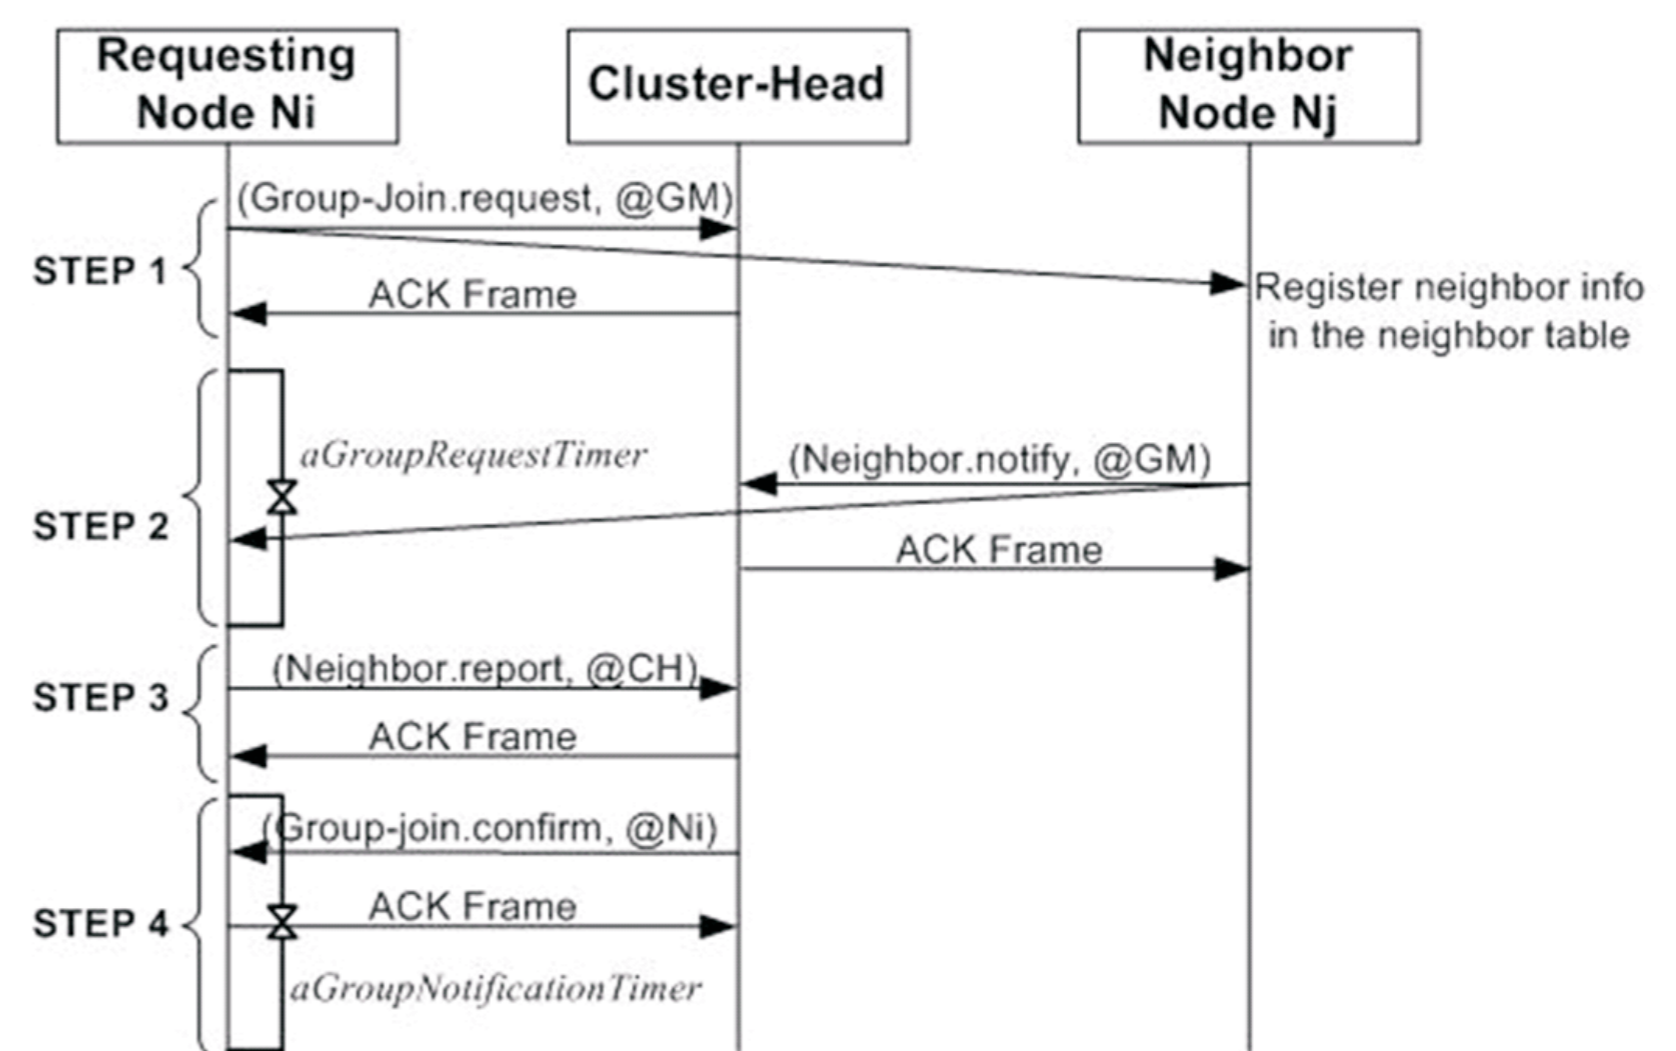 Requesting
Node Ni
Cluster-Head
Neighbor
Node Nj
(Group-Join.request, @GM)
STEP 1
ACK Frame
Register neighbor info
in the neighbor table
aGroupRequestTimer
(Neighbor.notify, @GM)
STEP 2
ACK Frame
(Neighbor.report, @CH)
STEP 3
ACK Frame
(Group-join.confirm, @Ni)
ACK Frame
STEP 4
aGroupNotificationTimer